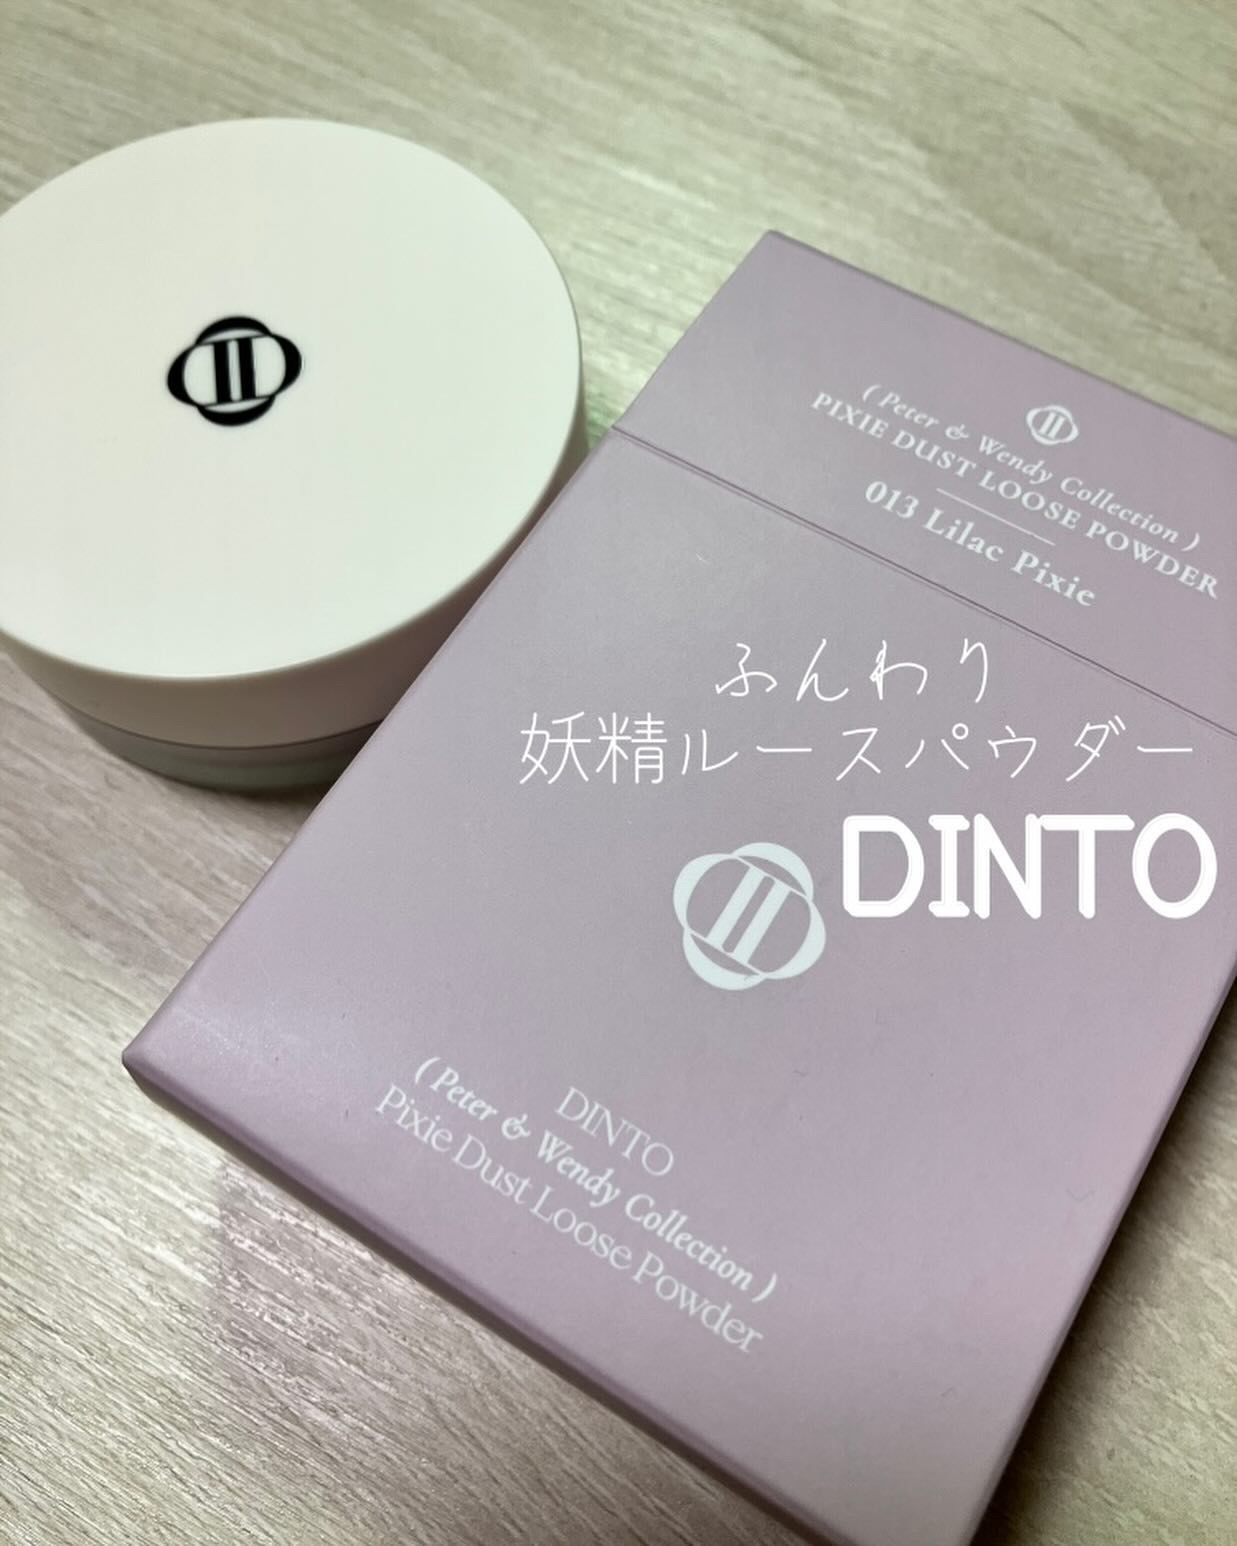 ( Peter & Wendy Collection )
PIXIE DUST LOOSE POWDER
013 Lilac Pixie
ふんわり
妖精ルースパウダー
DINTO
DINTO
( Peter & Wendy Collection )
Pixie Dust Loose Powder